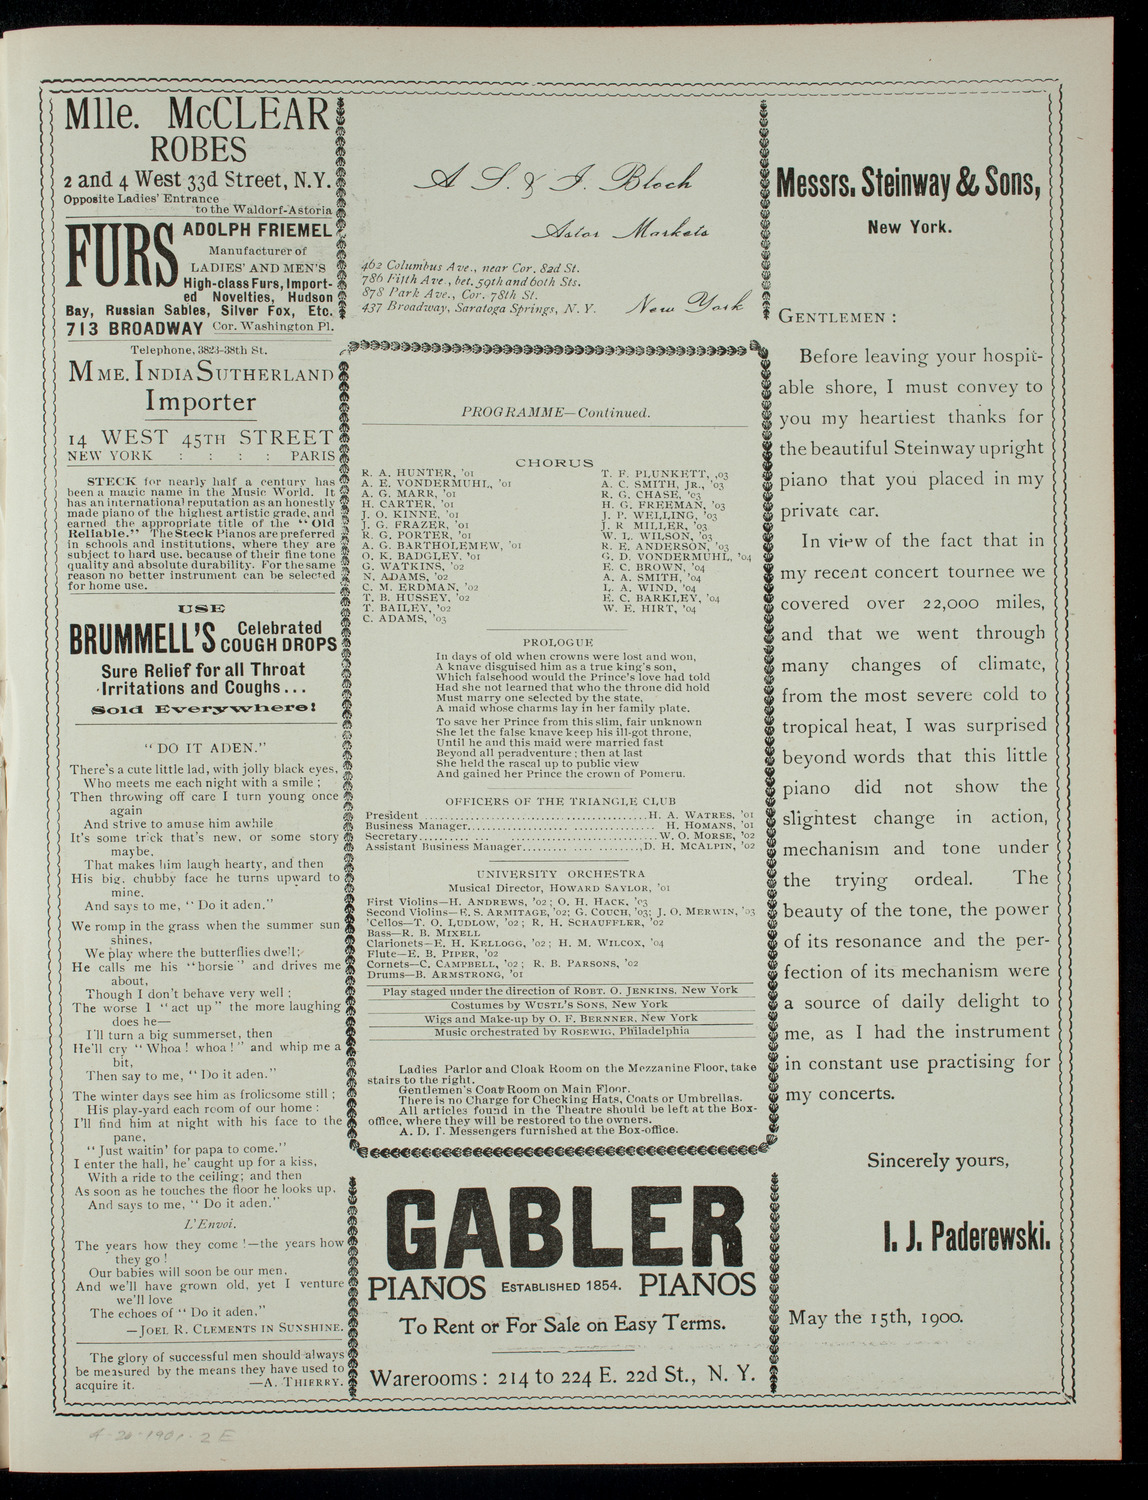 Mlle. McCLEAR
ROBES
2 and 4 West 33d Street, N.Y.
Opposite Ladies' Entrance
to the Waldorf-Astoria
FURS
ADOLPH FRIEMEL
Manufacturer of
LADIES' AND MEN'S
High-class Furs, Import-
ed Novelties, Hudson
Bay, Russian Sables, Silver Fox, Etc.
713 BROADWAY Cor. Washington Pl.
Telephone, 3823-38th St.
MME. INDIA SUTHERLAND
Importer
14 WEST 45TH STREET
NEW YORK : : : : PARIS
STECK for nearly half a century has
been a magic name in the Music World. It
has an international reputation as an honestly
made piano of the highest artistic grade, and
earned the appropriate title of the "Old
Reliable." The Steck Pianos are preferred
in schools and institutions, where they are
subject to hard use, because of their fine tone
quality and absolute durability. For the same
reason no better instrument can be selected
for home use.
USE
BRUMMELL'S Celebrated
COUGH DROPS
Sure Relief for all Throat
Irritations and Coughs...
Sold Everywhere!
"DO IT ADEN."
There's a cute little lad, with jolly black eyes,
Who meets me each night with a smile;
Then throwing off care I turn young once
again
And strive to amuse him awhile
It's some trick that's new, or some story
maybe,
That makes him laugh hearty, and then
His big, chubby face he turns upward to
mine,
And says to me, "Do it aden."
We romp in the grass when the summer sun
shines,
We play where the butterflies dwell;
He calls me his "horsie" and drives me
about,
Though I don't behave very well;
The worse I "act up" the more laughing
does he—
I'll turn a big summerset, then
He'll cry "Whoa! whoa!" and whip me a
bit,
Then say to me, "Do it aden."
The winter days see him as frolicsome still;
His play-yard each room of our home:
I'll find him at night with his face to the
pane,
"Just waitin' for papa to come."
I enter the hall, he' caught up for a kiss,
With a ride to the ceiling; and then
As soon as he touches the floor he looks up,
And says to me, "Do it aden."
L'Envoi.
The years how they come!—the years how
they go!
Our babies will soon be our men,
And we'll have grown old, yet I venture
we'll love
The echoes of "Do it aden,"
—JOEL R. CLEMENTS IN SUNSHINE.
The glory of successful men should always
be measured by the means they have used to
acquire it. —A. THIERRY.
A S. & J. Bloch
Astor Markets
462 Columbus Ave., near Cor. 82d St.
786 Fifth Ave., bet. 59th and 60th Sts.
878 Park Ave., Cor. 78th St.
437 Broadway, Saratoga Springs, N. Y.
New York
PROGRAMME—Continued.
CHORUS
R. A. HUNTER, '01
A. E. VONDERMUHL, '01
A. G. MARR, '01
H. CARTER, '01
J. O. KINNE, '01
J. G. FRAZER, '01
R. G. PORTER, '01
A. G. BARTHOLEMEW, '01
O. K. BADGLEY, '01
G. WATKINS, '02
N. ADAMS, '02
C. M. ERDMAN, '02
T. B. HUSSEY, '02
T. BAILEY, '02
C. ADAMS, '03
T. F. PLUNKETT, ,03
A. C. SMITH, JR., '03
R. G. CHASE, '03
H. G. FREEMAN, '03
J. P. WELLING, '03
J. R MILLER, '03
W. L. WILSON, '03
R. E. ANDERSON, '03
G. D. VONDERMUHL, '04
E. C. BROWN, '04
A. A. SMITH, '04
L. A. WIND, '04
E. C. BARKLEY, '04
W. E. HIRT, '04
PROLOGUE
In days of old when crowns were lost and won,
A knave disguised him as a true king's son,
Which falsehood would the Prince's love had told
Had she not learned that who the throne did hold
Must marry one selected by the state,
A maid whose charms lay in her family plate.
To save her Prince from this slim, fair unknown
She let the false knave keep his ill-got throne,
Until he and this maid were married fast
Beyond all peradventure; then at last
She held the rascal up to public view
And gained her Prince the crown of Pomeru.
OFFICERS OF THE TRIANGLE CLUB
President ........................................ H. A. WATRES, '01
Business Manager................................ H. HOMANS, '01
Secretary........................................ W. O. MORSE, '02
Assistant Business Manager.................,D. H. MCALPIN, '02
UNIVERSITY ORCHESTRA
Musical Director, HOWARD SAYLOR, '01
First Violins—H. ANDREWS, '02; O. H. HACK, '03
Second Violins—E. S. ARMITAGE, '02; G. COUCH, '03; J. O. MERWIN, '03
'Cellos—T. O. LUDLOW, '02; R. H. SCHAUFFLER, '02
Bass—R. B. MIXELL
Clarionets—E. H. KELLOGG, '02; H. M. WILCOX, '04
Flute—E. B. PIPER, '02
Cornets—C. CAMPBELL, '02; R. B. PARSONS, '02
Drums—B. ARMSTRONG, '01
Play staged under the direction of ROBT. O. JENKINS, New York
Costumes by WUSTL'S SONS, New York
Wigs and Make-up by O. F. BERNNER, New York
Music orchestrated by ROSEWIG, Philadelphia
Ladies Parlor and Cloak Room on the Mezzanine Floor, take
stairs to the right.
Gentlemen's Coat Room on Main Floor.
There is no Charge for Checking Hats, Coats or Umbrellas.
All articles found in the Theatre should be left at the Box-
office, where they will be restored to the owners.
A. D. T. Messengers furnished at the Box-office.
GABLER
PIANOS ESTABLISHED 1854. PIANOS
To Rent or For Sale on Easy Terms.
Warerooms: 214 to 224 E. 22d St., N. Y.
Messrs. Steinway & Sons,
New York.
GENTLEMEN:
Before leaving your hospit-
able shore, I must convey to
you my heartiest thanks for
the beautiful Steinway upright
piano that you placed in my
private car.
In view of the fact that in
my recent concert tournee we
covered over 22,000 miles,
and that we went through
many changes of climate,
from the most severe cold to
tropical heat, I was surprised
beyond words that this little
piano did not show the
slightest change in action,
mechanism and tone under
the trying ordeal. The
beauty of the tone, the power
of its resonance and the per-
fection of its mechanism were
a source of daily delight to
me, as I had the instrument
in constant use practising for
my concerts.
Sincerely yours,
I. J. Paderewski.
May the 15th, 1900.